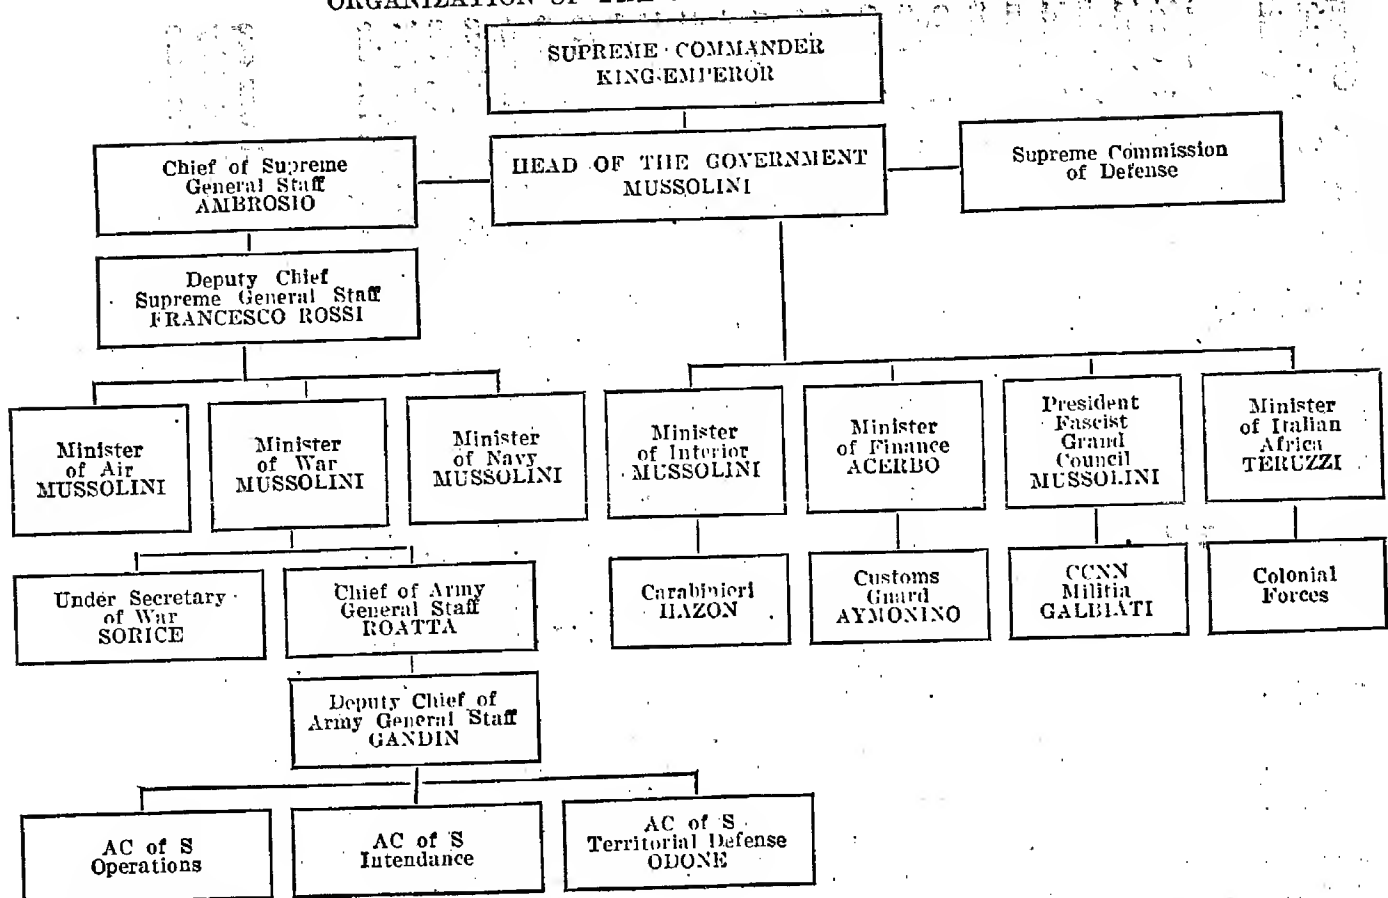 ORGANIZATION OF THE
SUPREME COMMANDER
KING-EMPEROR
Chief of Supreme
General Staff
AMBROSIO
HEAD OF THE GOVERNMENT
MUSSOLINI
Supreme Commission
of Defense
Deputy Chief
Supreme General Staff
FRANCESCO ROSSI
Minister
of Air
MUSSOLINI
Minister
of War
MUSSOLINI
Minister
of Navy
MUSSOLINI
Minister
of Interior
MUSSOLINI
Minister
of Finance
ACERBO
President
Fascist
Grand
Council
MUSSOLINI
Minister
of Italian
Africa
TERUZZI
Under Secretary
of War
SORICE
Chief of Army
General Staff
ROATTA
Carabinieri
HAZON
Customs
Guard
AYMONINO
CCNN
Militia
GALBIATI
Colonial
Forces
Deputy Chief of
Army General Staff
GANDIN
AC of S
Operations
AC of S
Intendance
AC of S
Territorial Defense
ODONE